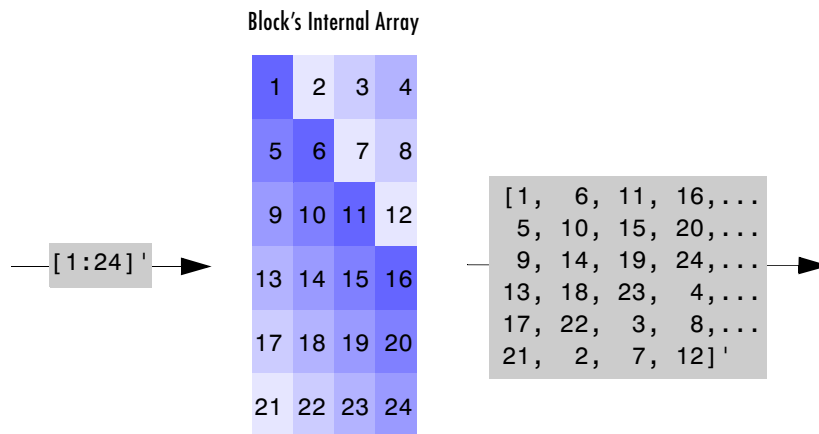 Block's Internal Array
1 2 3 4
5 6 7 8
9 10 11 12
13 14 15 16
17 18 19 20
21 22 23 24
[1:24]'
[1, 6, 11, 16,...
5, 10, 15, 20,...
9, 14, 19, 24,...
13, 18, 23, 4,...
17, 22, 3, 8,...
21, 2, 7, 12]'